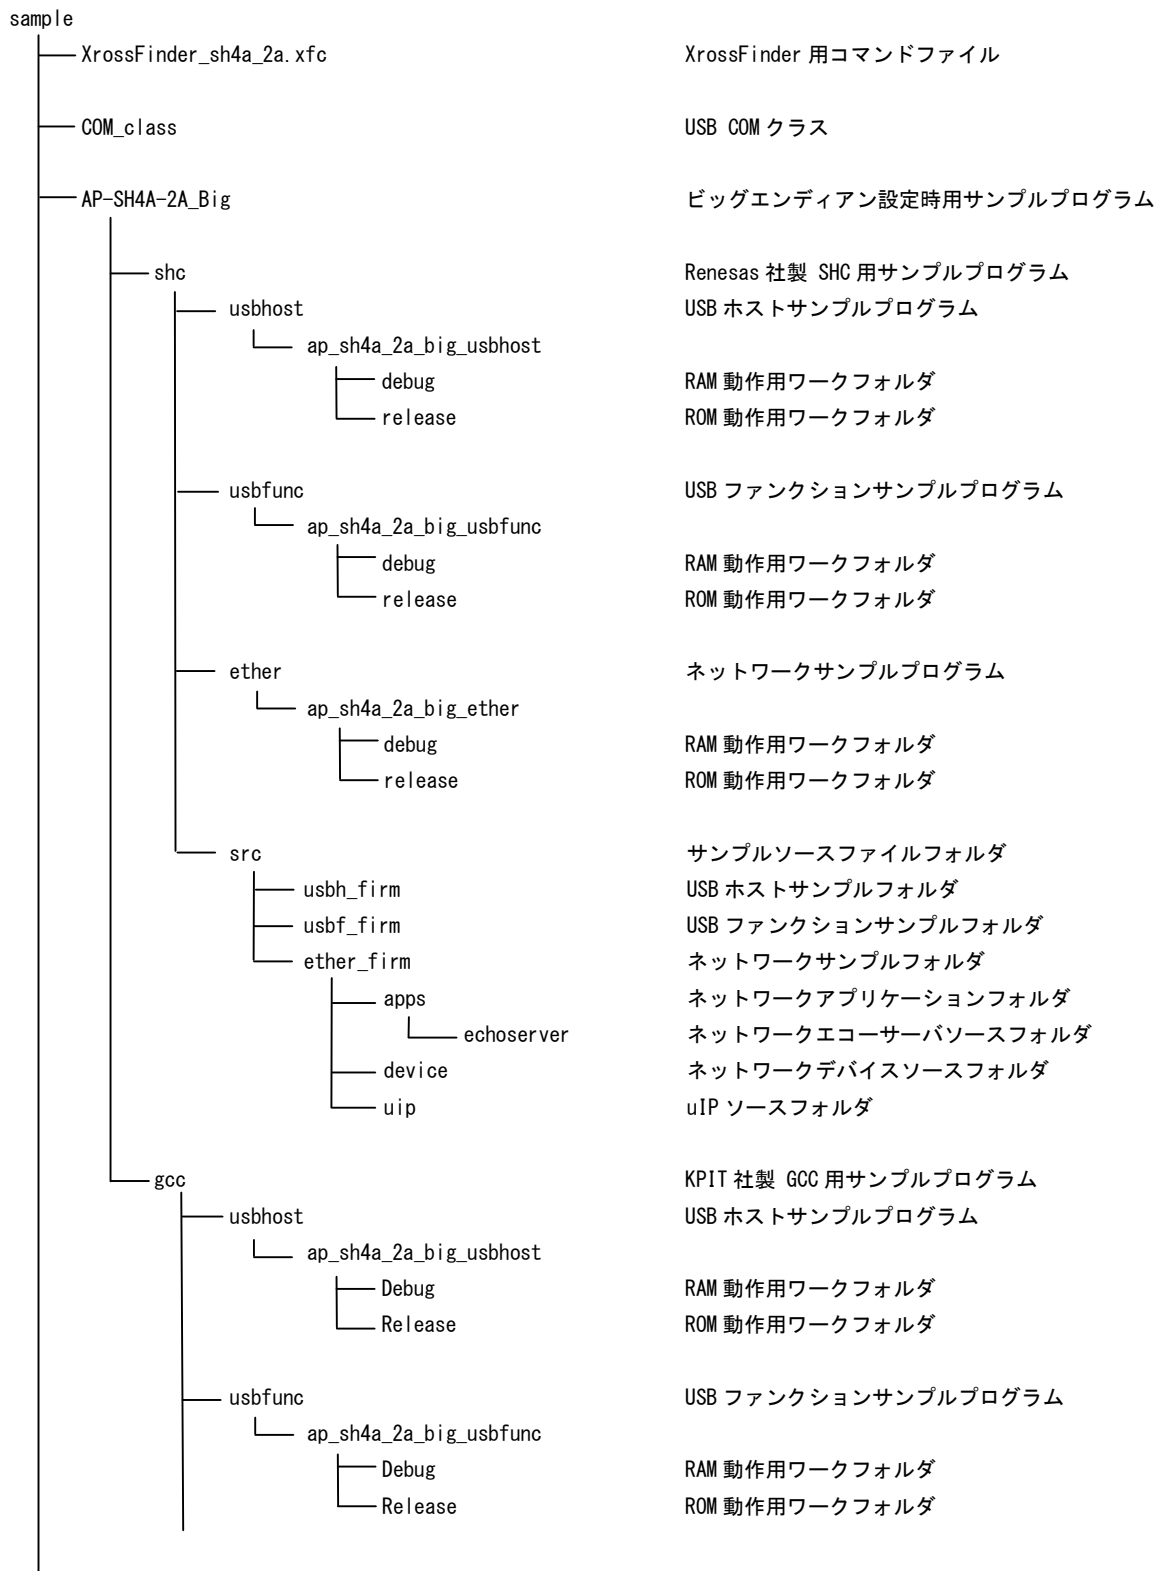 sample
XrossFinder_sh4a_2a.xfc XrossFinder 用コマンドファイル
COM_class USB COM クラス
AP-SH4A-2A_Big ビッグエンディアン設定時用サンプルプログラム
shc Renesas 社製 SHC 用サンプルプログラム
usbhost USB ホストサンプルプログラム
ap_sh4a_2a_big_usbhost
debug RAM 動作用ワークフォルダ
release ROM 動作用ワークフォルダ
usbfunc USB ファンクションサンプルプログラム
ap_sh4a_2a_big_usbfunc
debug RAM 動作用ワークフォルダ
release ROM 動作用ワークフォルダ
ether ネットワークサンプルプログラム
ap_sh4a_2a_big_ether
debug RAM 動作用ワークフォルダ
release ROM 動作用ワークフォルダ
src サンプルソースファイルフォルダ
usbh_firm USB ホストサンプルフォルダ
usbf_firm USB ファンクションサンプルフォルダ
ether_firm ネットワークサンプルフォルダ
apps ネットワークアプリケーションフォルダ
echoserver ネットワークエコーサーバソースフォルダ
device ネットワークデバイスソースフォルダ
uip uIP ソースフォルダ
gcc KPIT 社製 GCC 用サンプルプログラム
usbhost USB ホストサンプルプログラム
ap_sh4a_2a_big_usbhost
Debug RAM 動作用ワークフォルダ
Release ROM 動作用ワークフォルダ
usbfunc USB ファンクションサンプルプログラム
ap_sh4a_2a_big_usbfunc
Debug RAM 動作用ワークフォルダ
Release ROM 動作用ワークフォルダ